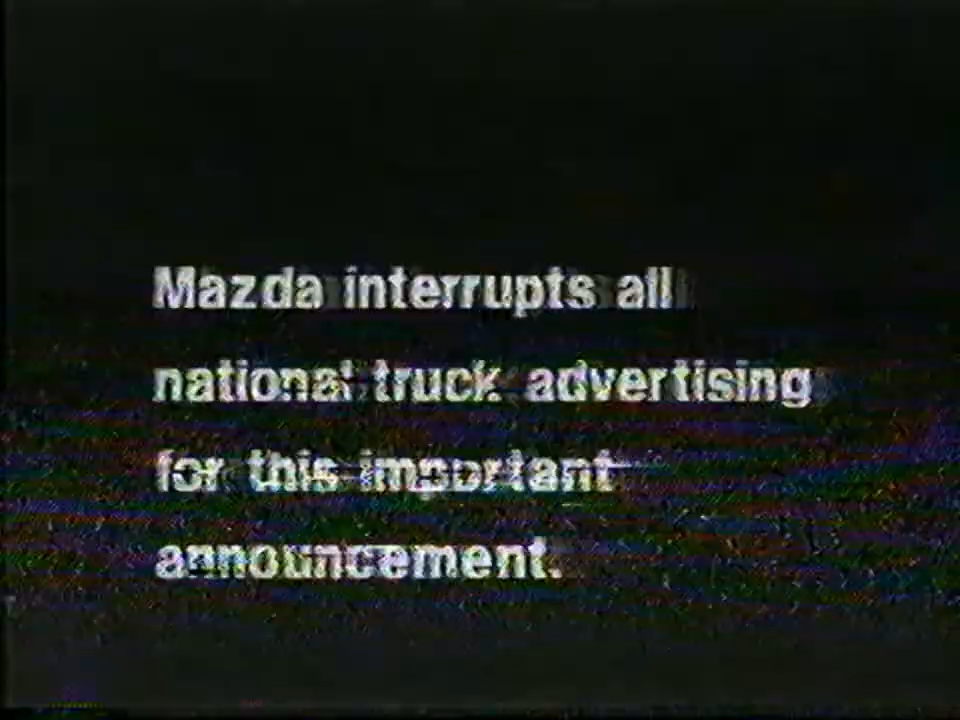 Mazda interrupts all
national truck advertising
for this important
announcement.